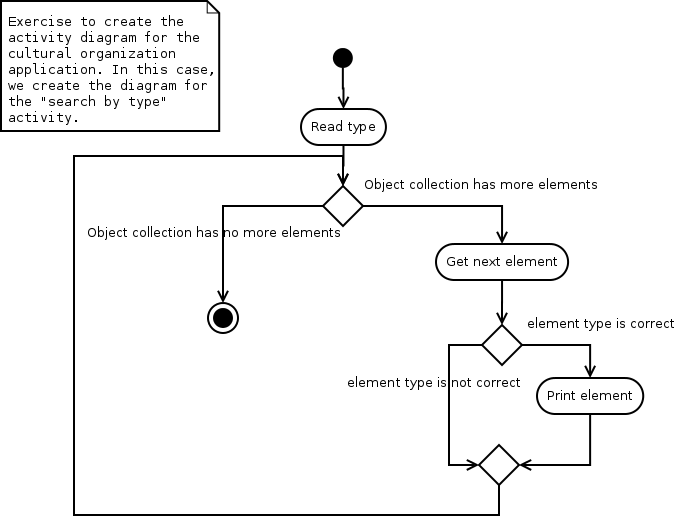 Exercise to create the
activity diagram for the
cultural organization
application. In this case,
we create the diagram for
the "search by type"
activity.
Read type
Object collection has more elements
Object collection has no more elements
Get next element
element type is correct
element type is not correct
Print element